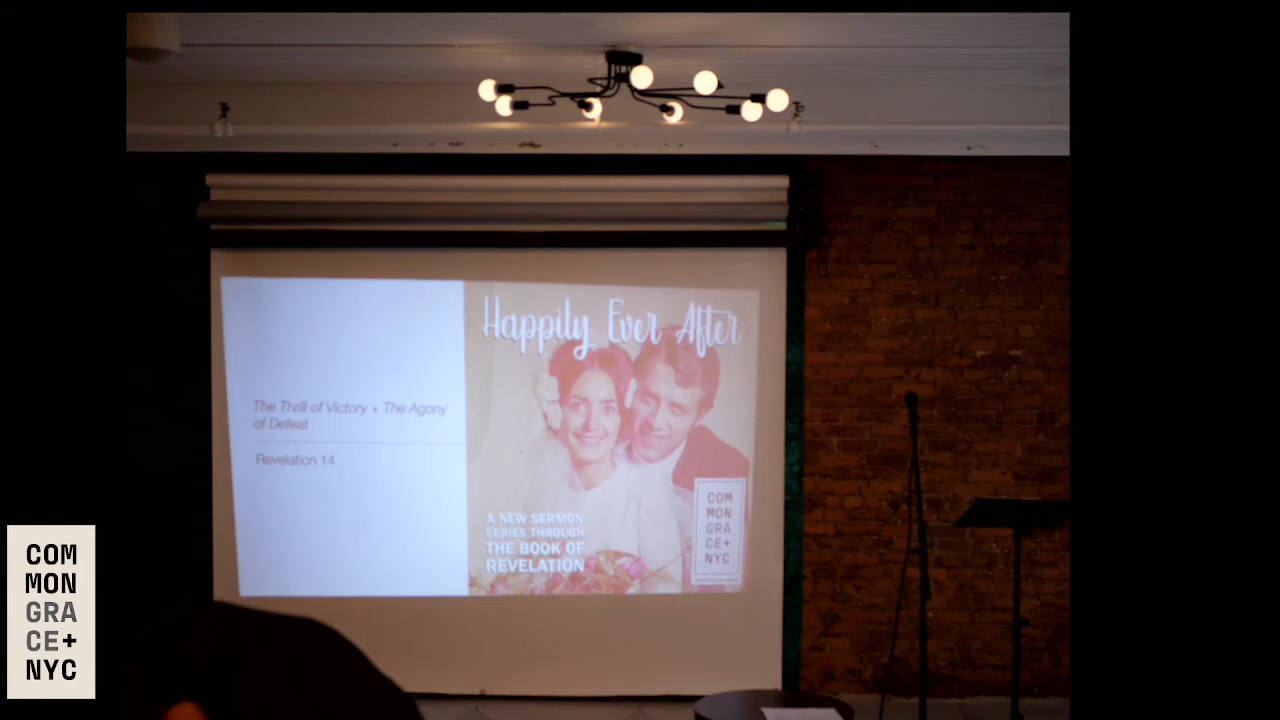 Happily Ever After
The Thrill of Victory + The Agony
of Defeat
Revelation 14
A NEW SERMON
SERIES THROUGH
THE BOOK OF
REVELATION
COM
MON
GRA
CE+
NYC
COM
MON
GRA
CE+
NYC